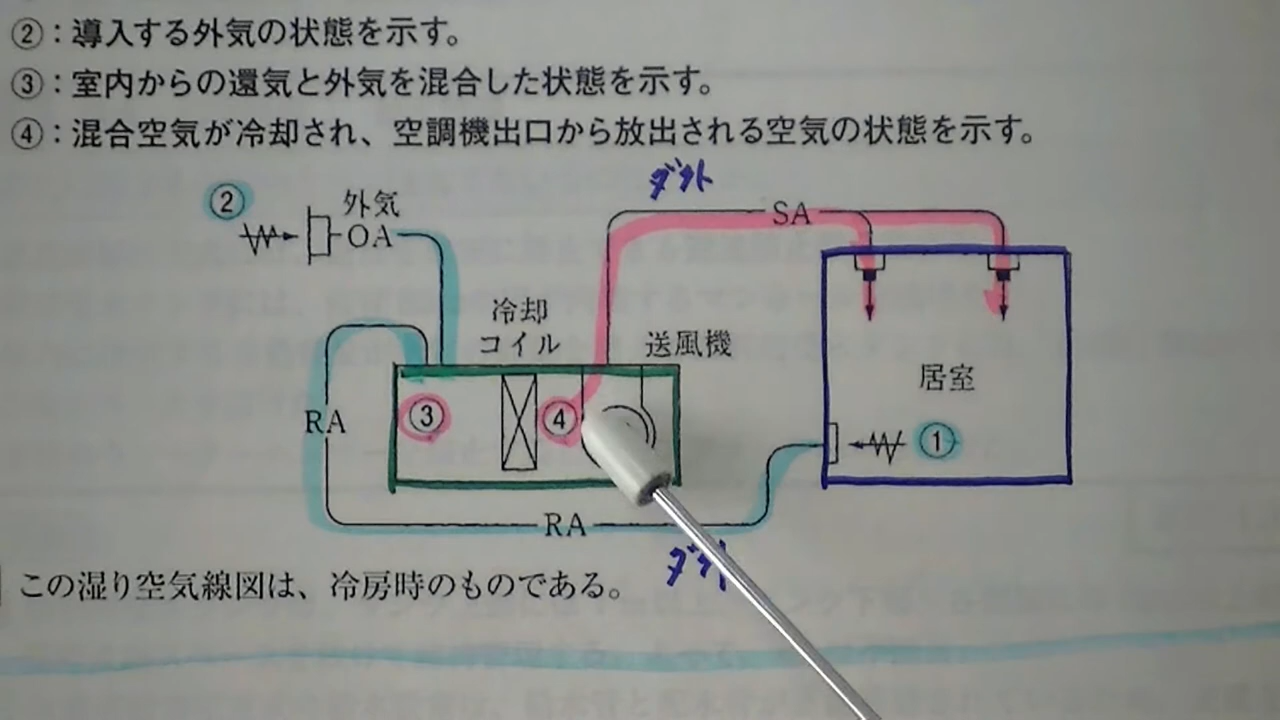 ②：導入する外気の状態を示す。
③：室内からの還気と外気を混合した状態を示す。
④：混合空気が冷却され、空調機出口から放出される空気の状態を示す。
ダクト
② 外気
OA
SA
冷却
コイル
送風機
居室
RA
③
④
①
RA
ダクト
この湿り空気線図は、冷房時のものである。